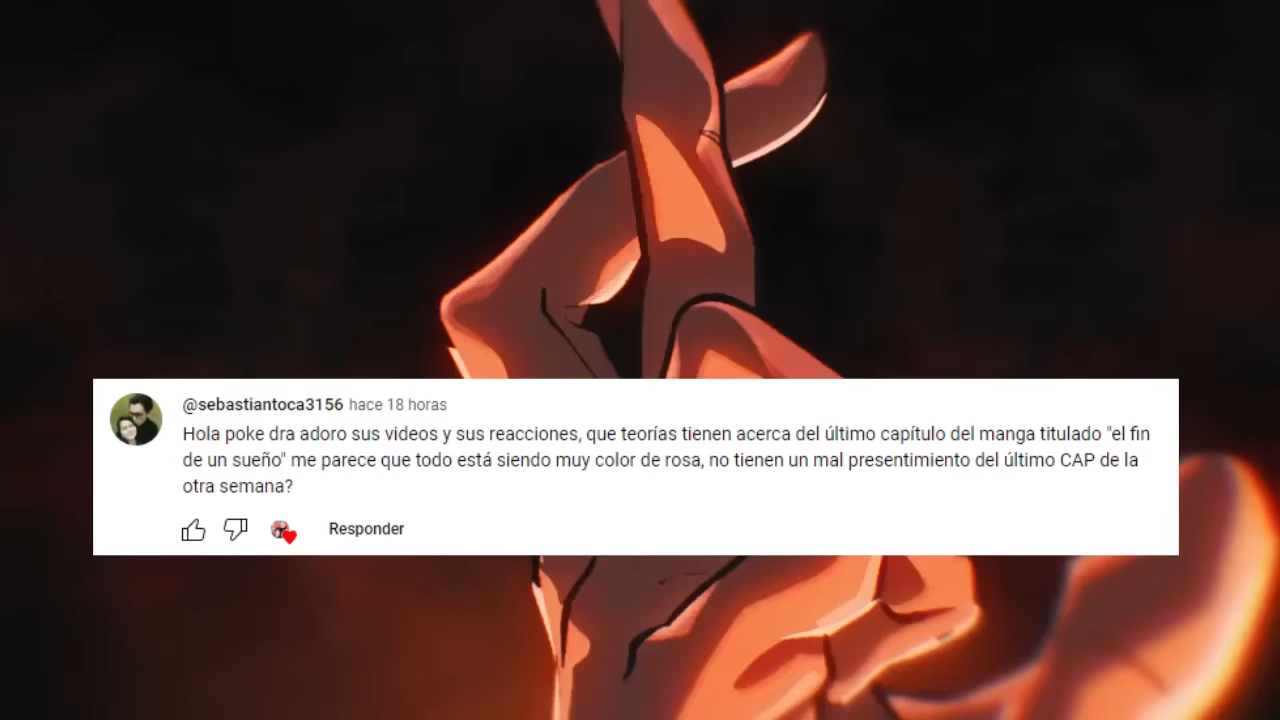 @sebastiantoca3156 hace 18 horas
Hola poke dra adoro sus videos y sus reacciones, que teorías tienen acerca del último capítulo del manga titulado "el fin
de un sueño" me parece que todo está siendo muy color de rosa, no tienen un mal presentimiento del último CAP de la
otra semana?
Responder